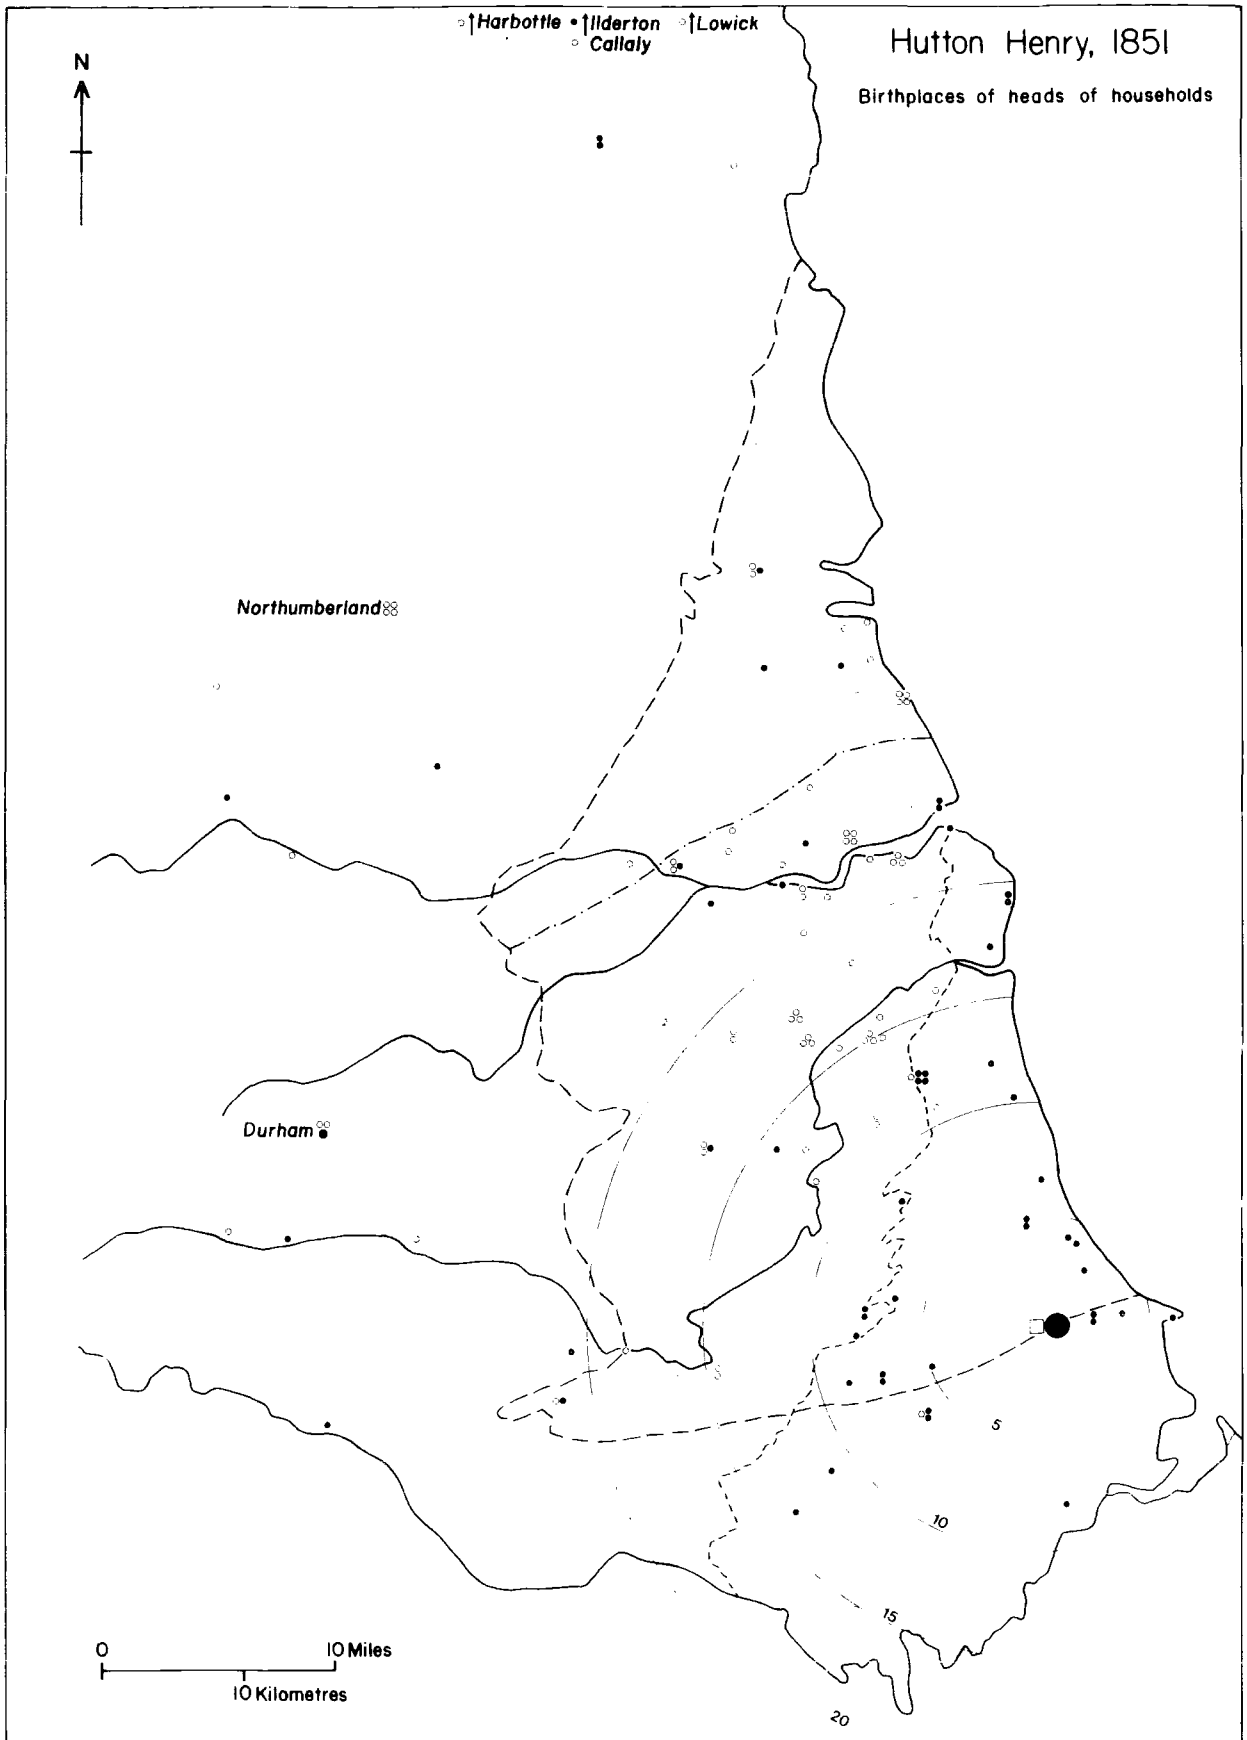 Harbottle Ilderton Lowick
Callaly
Hutton Henry, 1851
Birthplaces of heads of households
N
Northumberland
Durham
5
10
15
20
0 10 Miles
10 Kilometres